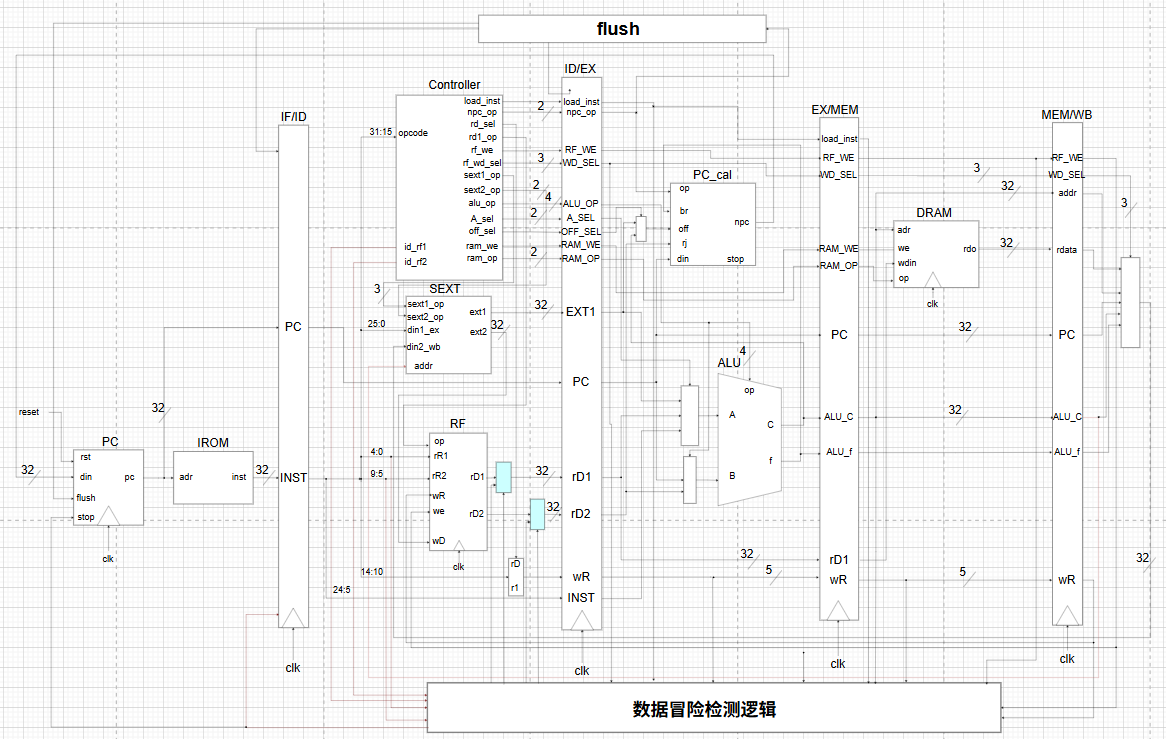 flush
ID/EX
Controller
load_inst
npc_op
rd_sel
rd1_op
rf_we
rf_wd_sel
sext1_op
sext2_op
alu_op
A_sel
off_sel
ram_we
ram_op
31:15
opcode
id_rf1
id_rf2
2
3
2
4
2
2
load_inst
npc_op
RF_WE
WD_SEL
ALU_OP
A_SEL
OFF_SEL
RAM_WE
RAM_OP
EXT1
PC
rD1
rD2
wR
INST
clk
IF/ID
PC
INST
clk
SEXT
3
sext1_op
sext2_op
25:0
din1_ex
din2_wb
addr
ext1
ext2
32
32
reset
32
32
PC
rst
din
flush
stop
pc
clk
IROM
adr
inst
32
RF
op
4:0
rR1
9:5
rR2
wR
we
wD
rD1
rD2
clk
32
32
14:10
24:5
rD
r1
PC_cal
op
br
off
rj
din
npc
stop
4
ALU
op
A
B
C
f
32
5
EX/MEM
load_inst
RF_WE
WD_SEL
RAM_WE
RAM_OP
PC
ALU_C
ALU_f
rD1
wR
clk
3
32
DRAM
adr
we
wdin
op
rdo
clk
32
32
32
5
MEM/WB
RF_WE
WD_SEL
addr
rdata
PC
ALU_C
ALU_f
wR
clk
3
32
数据冒险检测逻辑